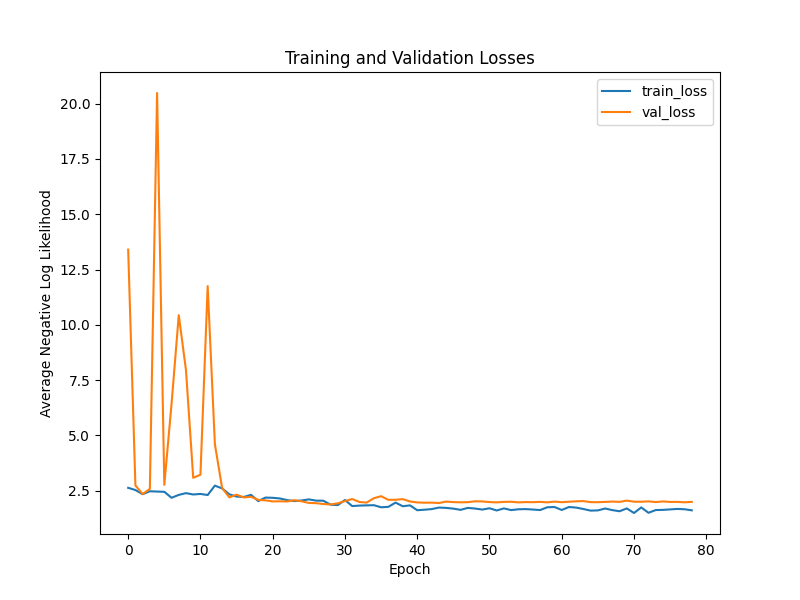 Training and Validation Losses
train_loss
val_loss
Average Negative Log Likelihood
20.0
17.5
15.0
12.5
10.0
7.5
5.0
2.5
0 10 20 30 40 50 60 70 80
Epoch